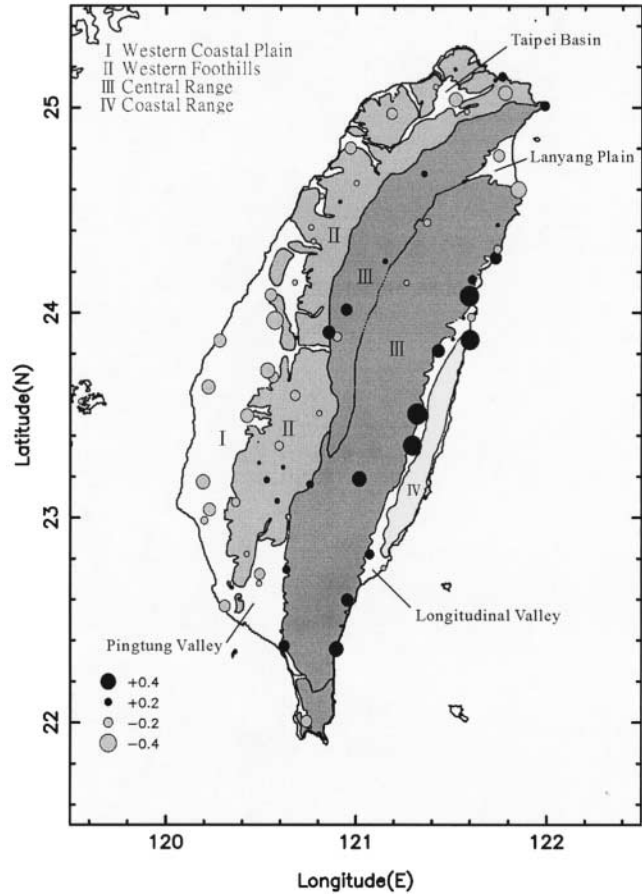 I Western Coastal Plain
II Western Foothills
III Central Range
IV Coastal Range
Taipei Basin
Lanyang Plain
II
III
III
I
II
IV
Longitudinal Valley
Pingtung Valley
+0.4
+0.2
−0.2
−0.4
25
24
23
22
Latitude(N)
120
121
122
Longitude(E)